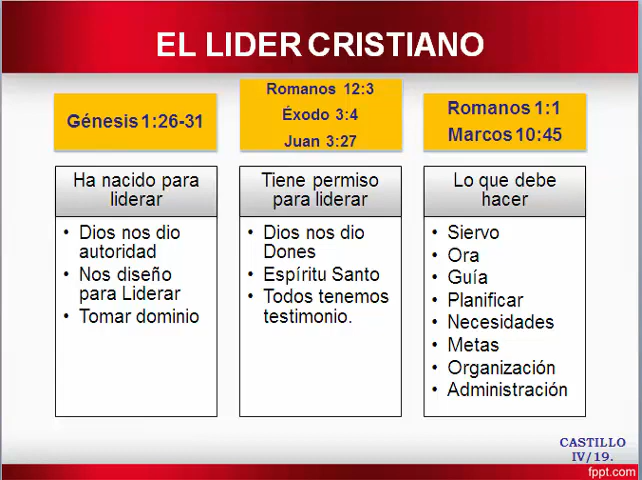 EL LIDER CRISTIANO
Génesis 1:26-31
Romanos 12:3
Éxodo 3:4
Juan 3:27
Romanos 1:1
Marcos 10:45
Ha nacido para
liderar
• Dios nos dio
autoridad
• Nos diseño
para Liderar
• Tomar dominio
Tiene permiso
para liderar
• Dios nos dio
Dones
• Espíritu Santo
• Todos tenemos
testimonio.
Lo que debe
hacer
• Siervo
• Ora
• Guía
• Planificar
• Necesidades
• Metas
• Organización
• Administración
CASTILLO
IV/19.
fppt.com